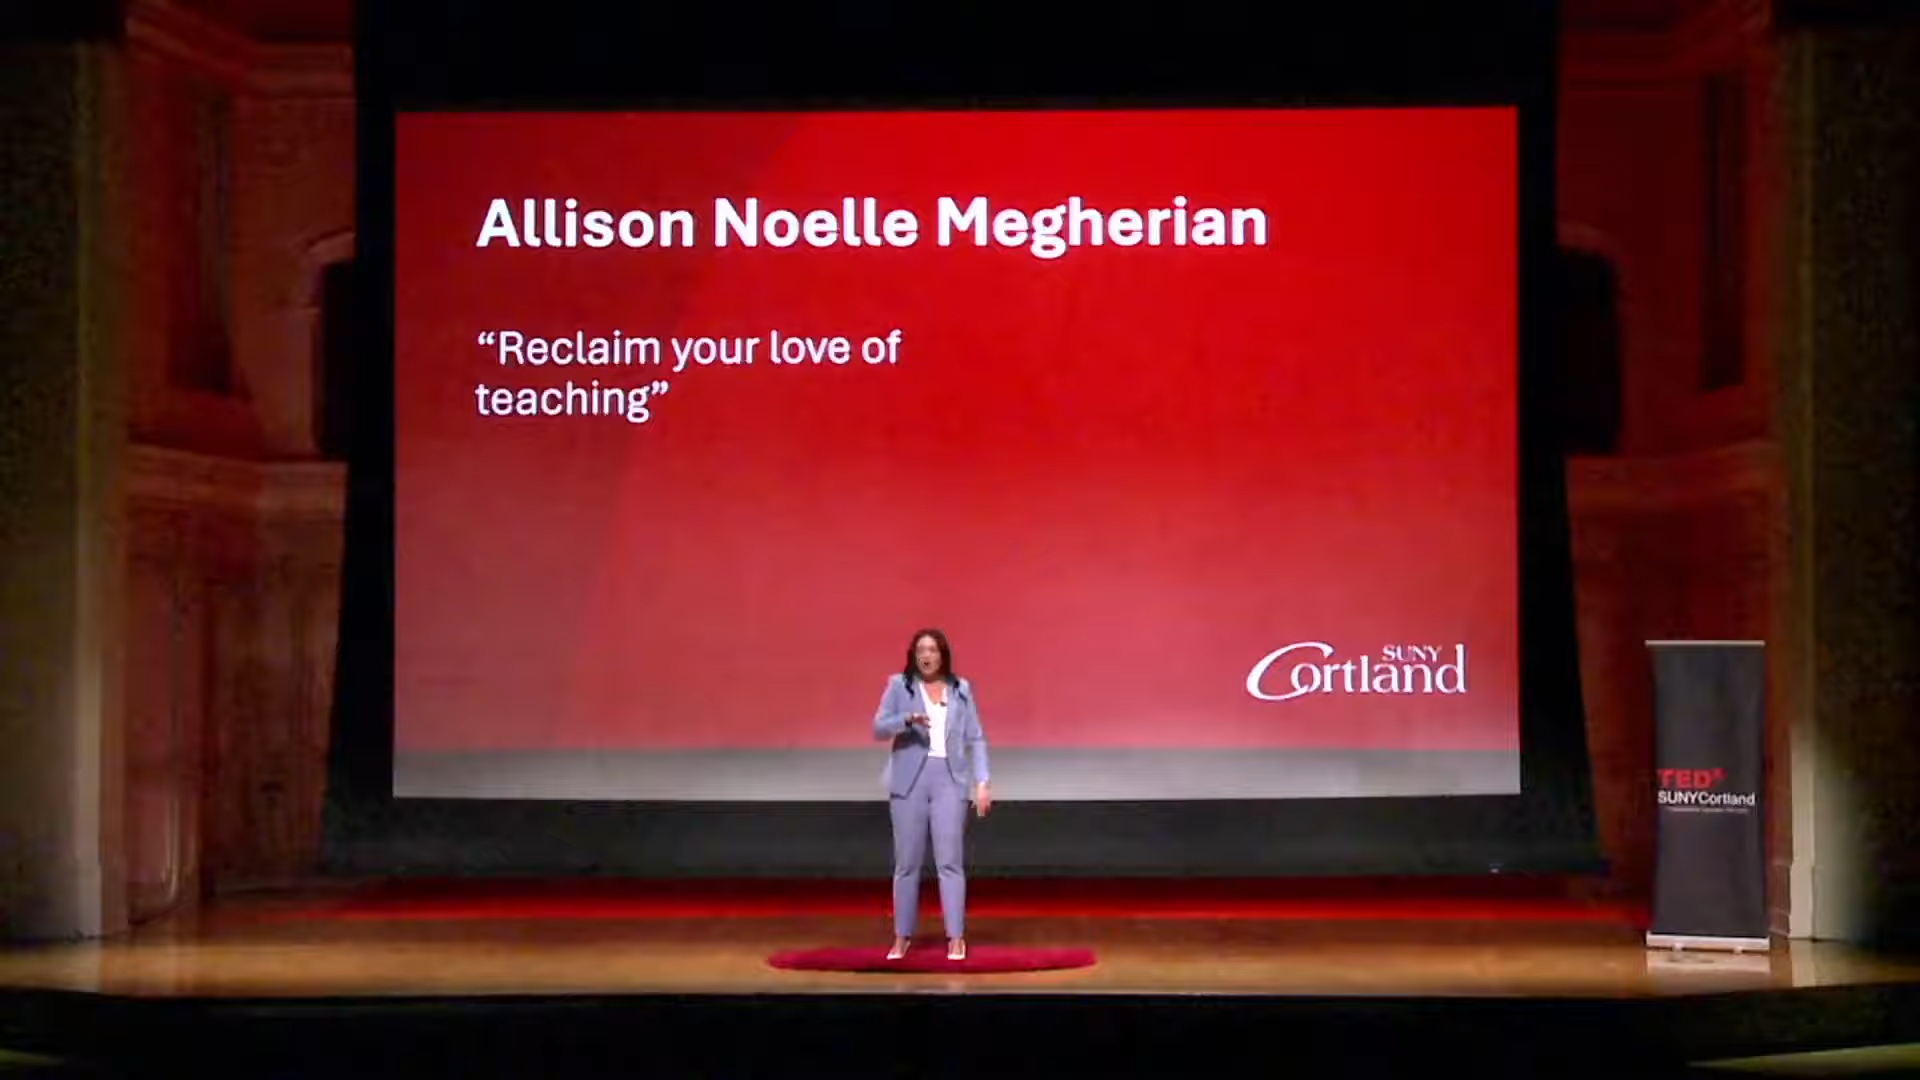 Allison Noelle Megherian
“Reclaim your love of
teaching”
SUNY
Cortland
TEDx
SUNYCortland